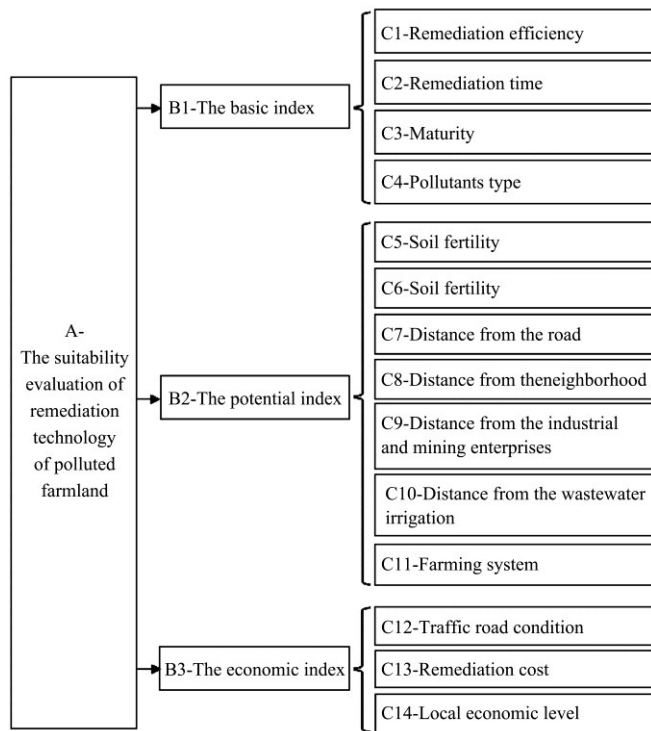 A-
The suitability
evaluation of
remediation
technology
of polluted
farmland
B1-The basic index
C1-Remediation efficiency
C2-Remediation time
C3-Maturity
C4-Pollutants type
B2-The potential index
C5-Soil fertility
C6-Soil fertility
C7-Distance from the road
C8-Distance from theneighborhood
C9-Distance from the industrial
and mining enterprises
C10-Distance from the wastewater
irrigation
C11-Farming system
B3-The economic index
C12-Traffic road condition
C13-Remediation cost
C14-Local economic level